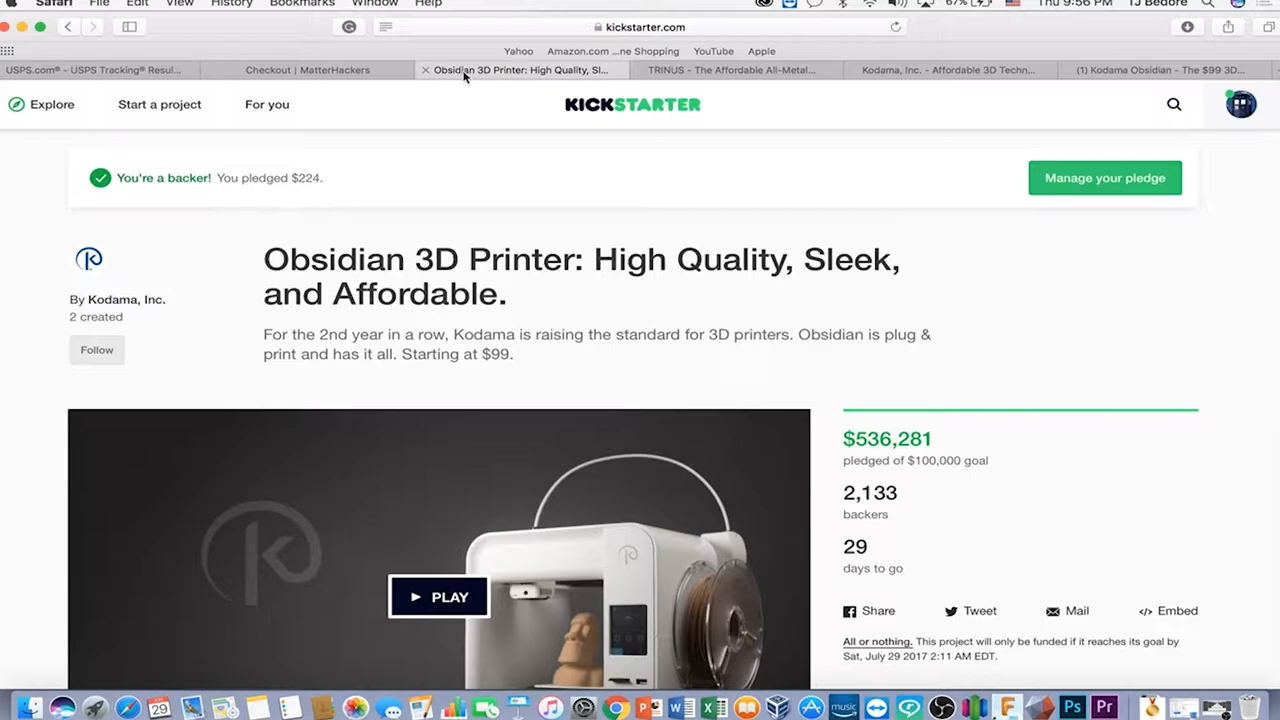 Safari File Edit View History Bookmarks Window Help 67% Thu 9:56 PM TJ Bedore
kickstarter.com
Yahoo Amazon.com ...ne Shopping YouTube Apple
USPS.com® - USPS Tracking® Resul... Checkout | MatterHackers Obsidian 3D Printer: High Quality, Sl... TRINUS - The Affordable All-Metal... Kodama, Inc. - Affordable 3D Techn... (1) Kodama Obsidian - The $99 3D...
Explore Start a project For you KICKSTARTER
You're a backer! You pledged $224. Manage your pledge
Obsidian 3D Printer: High Quality, Sleek,
and Affordable.
By Kodama, Inc.
2 created
Follow
For the 2nd year in a row, Kodama is raising the standard for 3D printers. Obsidian is plug &
print and has it all. Starting at $99.
PLAY
$536,281
pledged of $100,000 goal
2,133
backers
29
days to go
Share Tweet Mail Embed
All or nothing. This project will only be funded if it reaches its goal by
Sat, July 29 2017 2:11 AM EDT.
29 music Ps Pr